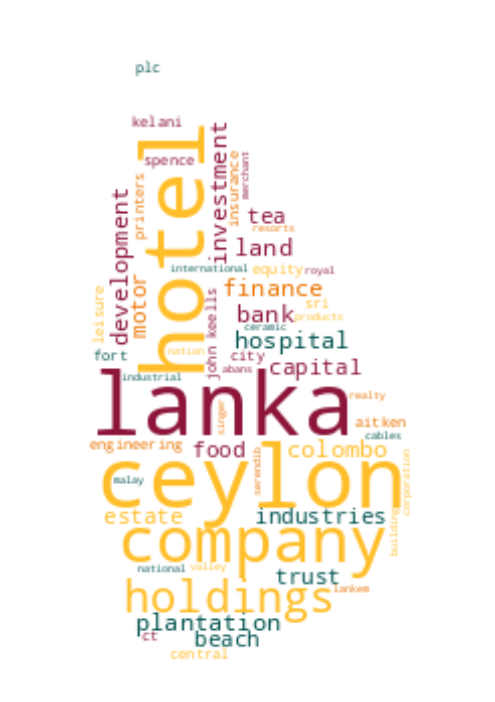 plc
kelani
hotel
spence
investment
insurance
merchant
printers
development
tea
resorts
land
international
equity
royal
motor
finance
leisure
john keells
sri
bank
products
ceramic
hospital
nation
fort
city
capital
abans
industrial
lanka
realty
singer
aitken
cables
engineering
food
colombo
serendib
corporation
ceylon
malay
estate
industries
building
company
national
valley
trust
lankem
holdings
plantation
ct
beach
central